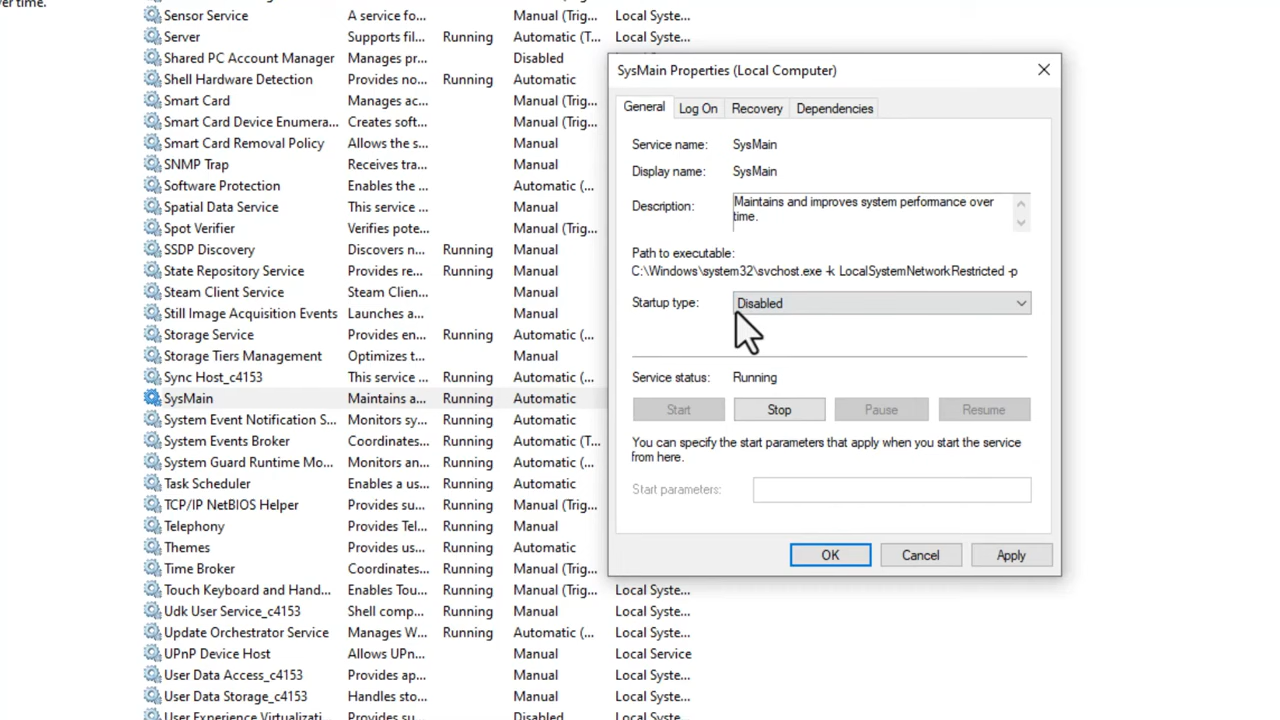 ver time.
Sensor Service A service fo... Manual (Trig... Local Syste...
Server Supports fil... Running Automatic (T... Local Syste...
Shared PC Account Manager Manages pr... Disabled
Shell Hardware Detection Provides no... Running Automatic
Smart Card Manages ac... Manual (Trig...
Smart Card Device Enumera... Creates soft... Manual (Trig...
Smart Card Removal Policy Allows the s... Manual
SNMP Trap Receives tra... Manual
Software Protection Enables the ... Automatic (...
Spatial Data Service This service ... Manual
Spot Verifier Verifies pote... Manual (Trig...
SSDP Discovery Discovers n... Running Manual
State Repository Service Provides re... Running Manual
Steam Client Service Steam Clien... Manual
Still Image Acquisition Events Launches a... Manual
Storage Service Provides en... Running Automatic (...
Storage Tiers Management Optimizes t... Manual
Sync Host_c4153 This service ... Running Automatic (...
SysMain Maintains a... Running Automatic
System Event Notification S... Monitors sy... Running Automatic
System Events Broker Coordinates... Running Automatic (T...
System Guard Runtime Mo... Monitors an... Running Automatic (...
Task Scheduler Enables a us... Running Automatic
TCP/IP NetBIOS Helper Provides su... Running Manual (Trig...
Telephony Provides Tel... Running Manual
Themes Provides us... Running Automatic
Time Broker Coordinates... Running Manual (Trig...
Touch Keyboard and Hand... Enables Tou... Running Manual (Trig... Local Syste...
Udk User Service_c4153 Shell comp... Running Manual Local Syste...
Update Orchestrator Service Manages W... Running Automatic (... Local Syste...
UPnP Device Host Allows UPn... Manual Local Service
User Data Access_c4153 Provides ap... Manual Local Syste...
User Data Storage_c4153 Handles sto... Manual Local Syste...
User Experience Virtualizati... Provides su... Disabled Local Syste...
SysMain Properties (Local Computer)
General Log On Recovery Dependencies
Service name: SysMain
Display name: SysMain
Description: Maintains and improves system performance over
time.
Path to executable:
C:\Windows\system32\svchost.exe -k LocalSystemNetworkRestricted -p
Startup type: Disabled
Service status: Running
Start Stop Pause Resume
You can specify the start parameters that apply when you start the service
from here.
Start parameters:
OK Cancel Apply